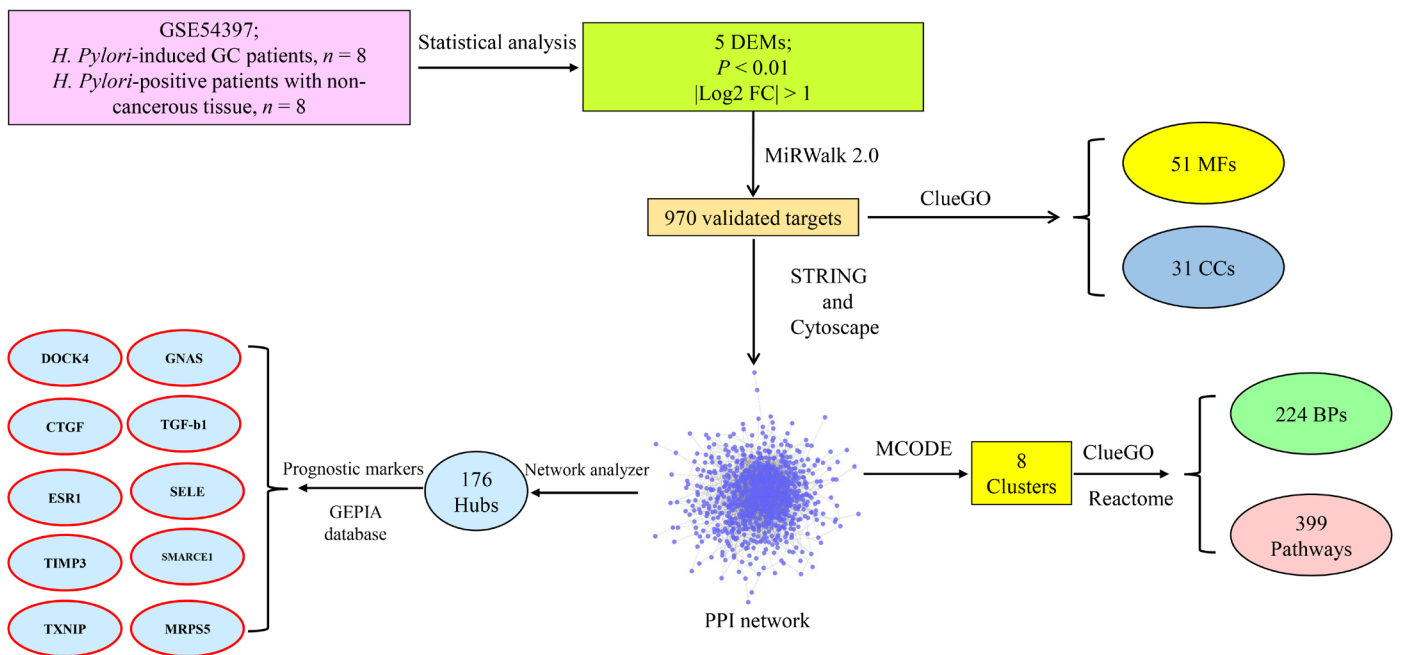 GSE54397;
H. Pylori-induced GC patients, n = 8
H. Pylori-positive patients with non-
cancerous tissue, n = 8
Statistical analysis
5 DEMs;
P < 0.01
|Log2 FC| > 1
MiRWalk 2.0
970 validated targets
ClueGO
51 MFs
31 CCs
STRING
and
Cytoscape
PPI network
MCODE
8
Clusters
ClueGO
Reactome
224 BPs
399
Pathways
Network analyzer
176
Hubs
Prognostic markers
GEPIA
database
DOCK4
GNAS
CTGF
TGF-b1
ESR1
SELE
TIMP3
SMARCE1
TXNIP
MRPS5